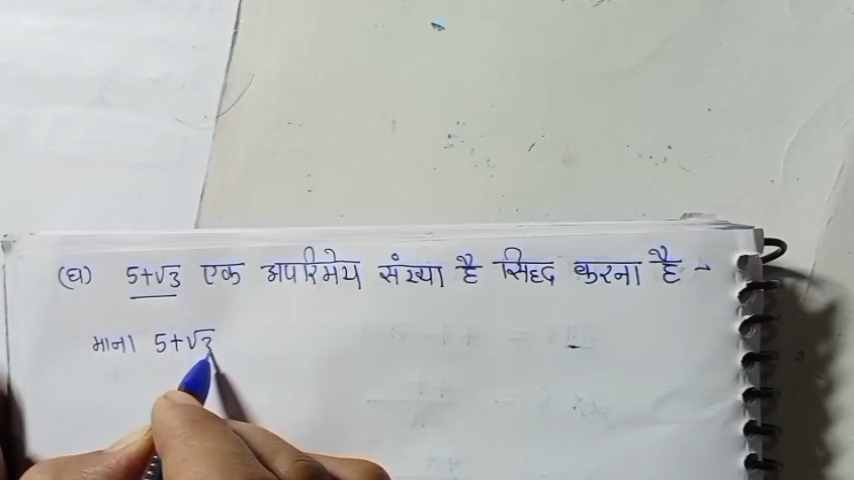 (घ) 5+√3 एक अपरिमेय संख्या है सिद्ध करना है -
माना 5+√3